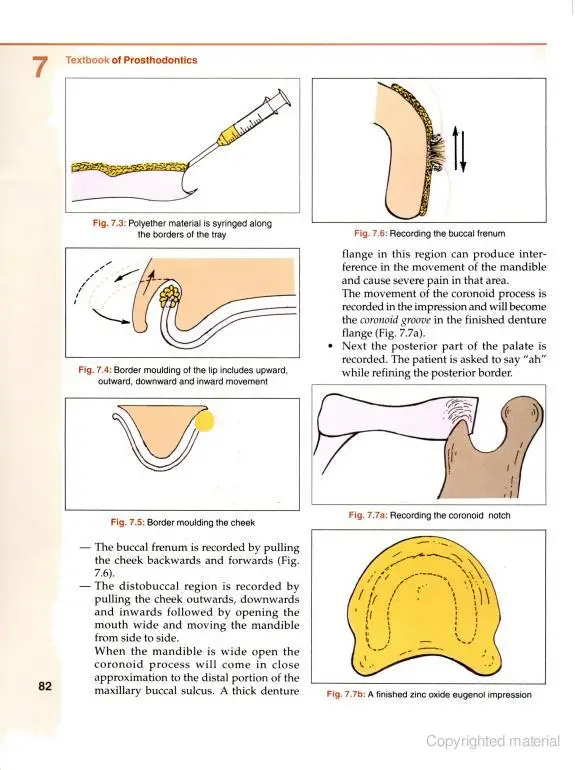 7
Textbook of Prosthodontics
Fig. 7.3: Polyether material is syringed along
the borders of the tray
Fig. 7.4: Border moulding of the lip includes upward,
outward, downward and inward movement
Fig. 7.5: Border moulding the cheek
— The buccal frenum is recorded by pulling
the cheek backwards and forwards (Fig.
7.6).
— The distobuccal region is recorded by
pulling the cheek outwards, downwards
and inwards followed by opening the
mouth wide and moving the mandible
from side to side.
When the mandible is wide open the
coronoid process will come in close
approximation to the distal portion of the
maxillary buccal sulcus. A thick denture
Fig. 7.6: Recording the buccal frenum
flange in this region can produce inter-
ference in the movement of the mandible
and cause severe pain in that area.
The movement of the coronoid process is
recorded in the impression and will become
the coronoid groove in the finished denture
flange (Fig. 7.7a).
• Next the posterior part of the palate is
recorded. The patient is asked to say “ah”
while refining the posterior border.
Fig. 7.7a: Recording the coronoid notch
Fig. 7.7b: A finished zinc oxide eugenol impression
82
Copyrighted material